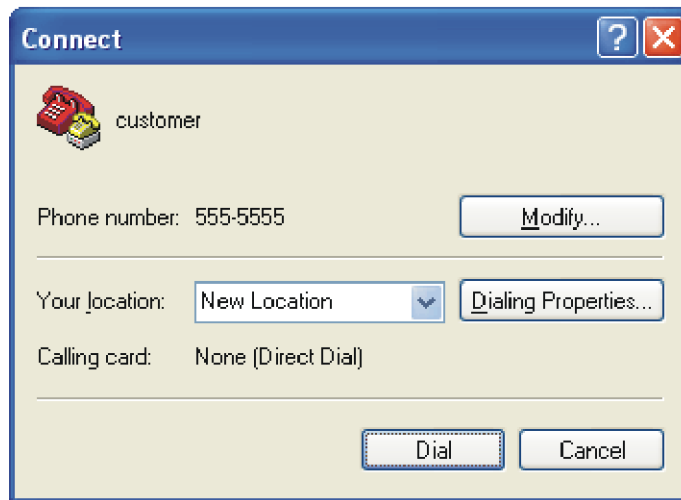 Connect
?
customer
Phone number: 555-5555 Modify...
Your location: New Location Dialing Properties...
Calling card: None (Direct Dial)
Dial Cancel